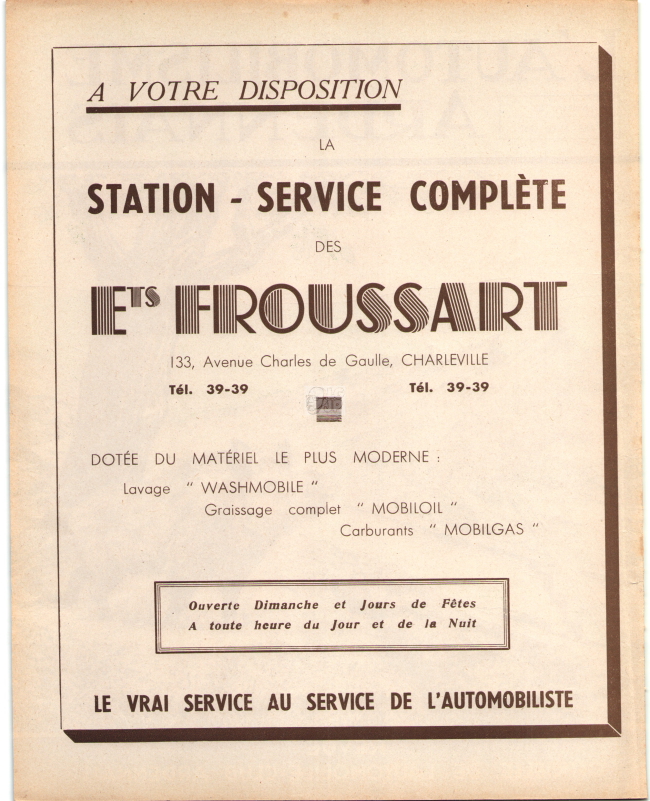 A VOTRE DISPOSITION
LA
STATION - SERVICE COMPLÈTE
DES
ETS FROUSSART
133, Avenue Charles de Gaulle, CHARLEVILLE
Tél. 39-39 Tél. 39-39
DOTÉE DU MATÉRIEL LE PLUS MODERNE :
Lavage “ WASHMOBILE “
Graissage complet “ MOBILOIL “
Carburants “ MOBILGAS “
Ouverte Dimanche et Jours de Fêtes
A toute heure du Jour et de la Nuit
LE VRAI SERVICE AU SERVICE DE L'AUTOMOBILISTE